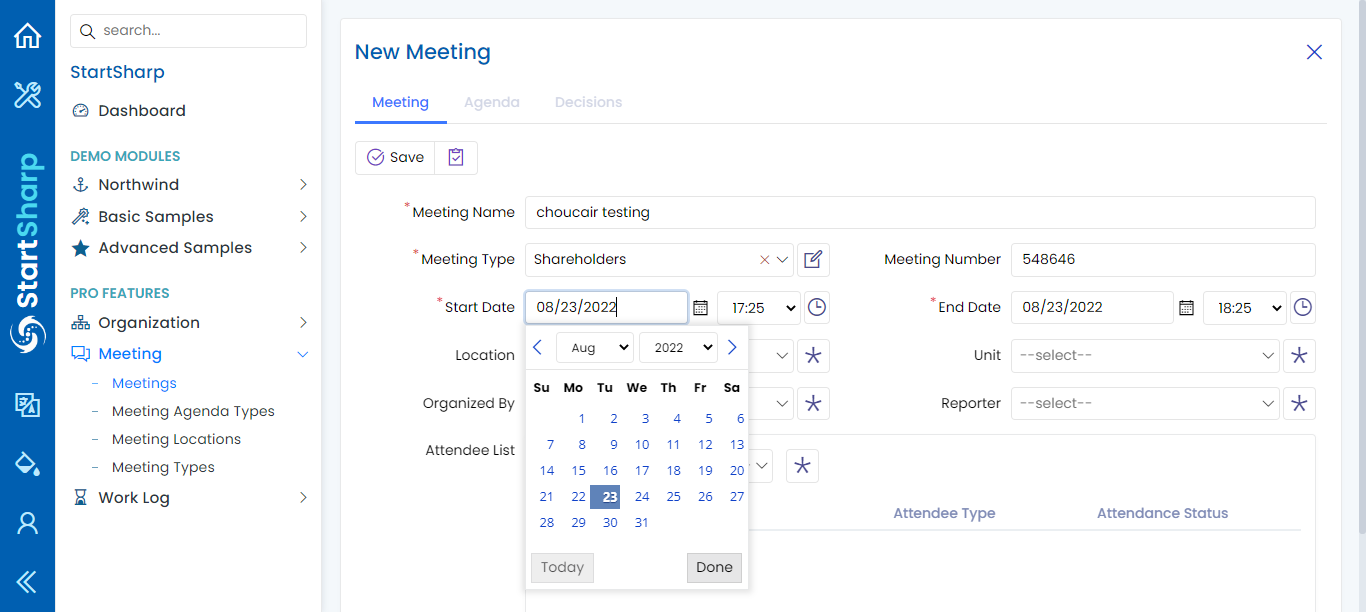 search...
StartSharp
Dashboard
DEMO MODULES
Northwind
Basic Samples
Advanced Samples
PRO FEATURES
Organization
Meeting
Meetings
Meeting Agenda Types
Meeting Locations
Meeting Types
Work Log
StartSharp
New Meeting
Meeting Agenda Decisions
Save
*Meeting Name choucair testing
*Meeting Type Shareholders Meeting Number 548646
*Start Date 08/23/2022 17:25 *End Date 08/23/2022 18:25
Location Unit --select--
Organized By Reporter --select--
Attendee List
Attendee Type Attendance Status
Aug 2022
Su Mo Tu We Th Fr Sa
1 2 3 4 5 6
7 8 9 10 11 12 13
14 15 16 17 18 19 20
21 22 23 24 25 26 27
28 29 30 31
Today Done